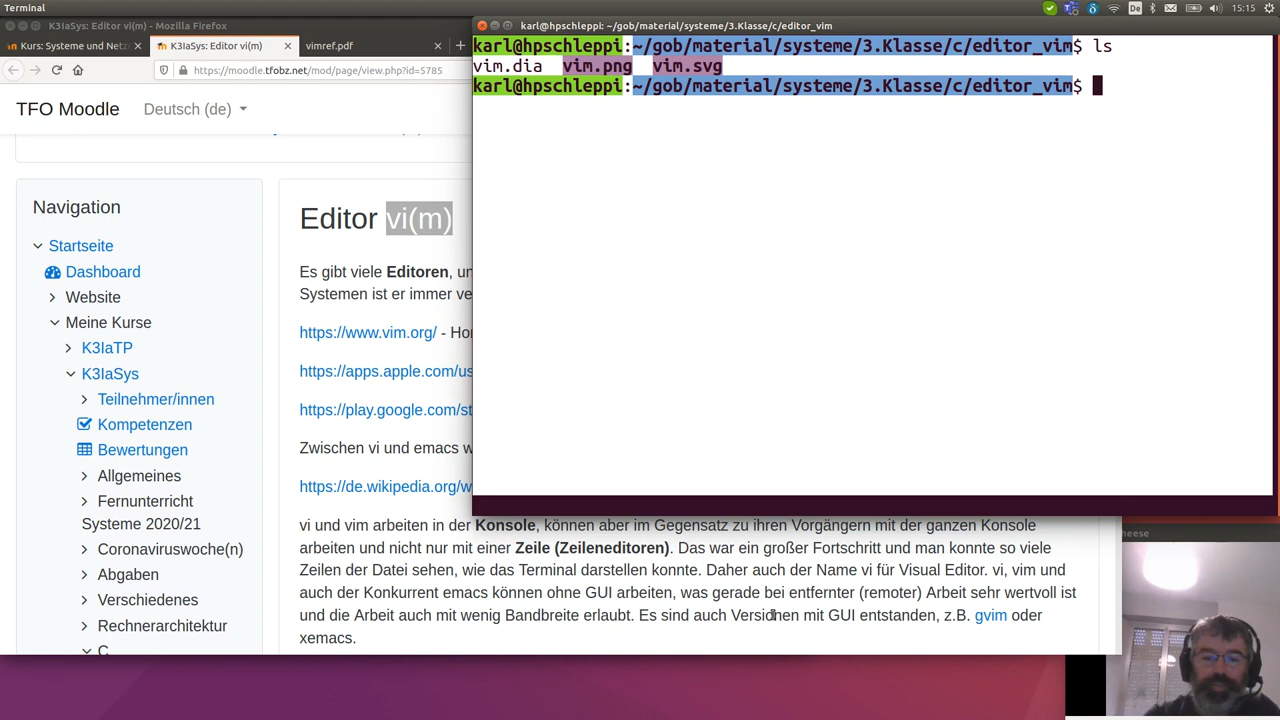 Terminal
De
15:15
K3IaSys: Editor vi(m) - Mozilla Firefox
Kurs: Systeme und Netz
K3IaSys: Editor vi(m)
vimref.pdf
https://moodle.tfobz.net/mod/page/view.php?id=5785
TFO Moodle
Deutsch (de)
Navigation
Startseite
Dashboard
Website
Meine Kurse
K3IaTP
K3IaSys
Teilnehmer/innen
Kompetenzen
Bewertungen
Allgemeines
Fernunterricht
Systeme 2020/21
Coronaviruswoche(n)
Abgaben
Verschiedenes
Rechnerarchitektur
C
Editor vi(m)
Es gibt viele Editoren, un
Systemen ist er immer ve
https://www.vim.org/ - Hor
https://apps.apple.com/us
https://play.google.com/st
Zwischen vi und emacs w
https://de.wikipedia.org/w
vi und vim arbeiten in der Konsole, können aber im Gegensatz zu ihren Vorgängern mit der ganzen Konsole
arbeiten und nicht nur mit einer Zeile (Zeileneditoren). Das war ein großer Fortschritt und man konnte so viele
Zeilen der Datei sehen, wie das Terminal darstellen konnte. Daher auch der Name vi für Visual Editor. vi, vim und
auch der Konkurrent emacs können ohne GUI arbeiten, was gerade bei entfernter (remoter) Arbeit sehr wertvoll ist
und die Arbeit auch mit wenig Bandbreite erlaubt. Es sind auch Versionen mit GUI entstanden, z.B. gvim oder
xemacs.
karl@hpschleppi: ~/gob/material/systeme/3.Klasse/c/editor_vim
karl@hpschleppi:~/gob/material/systeme/3.Klasse/c/editor_vim$ ls
vim.dia vim.png vim.svg
karl@hpschleppi:~/gob/material/systeme/3.Klasse/c/editor_vim$
heese